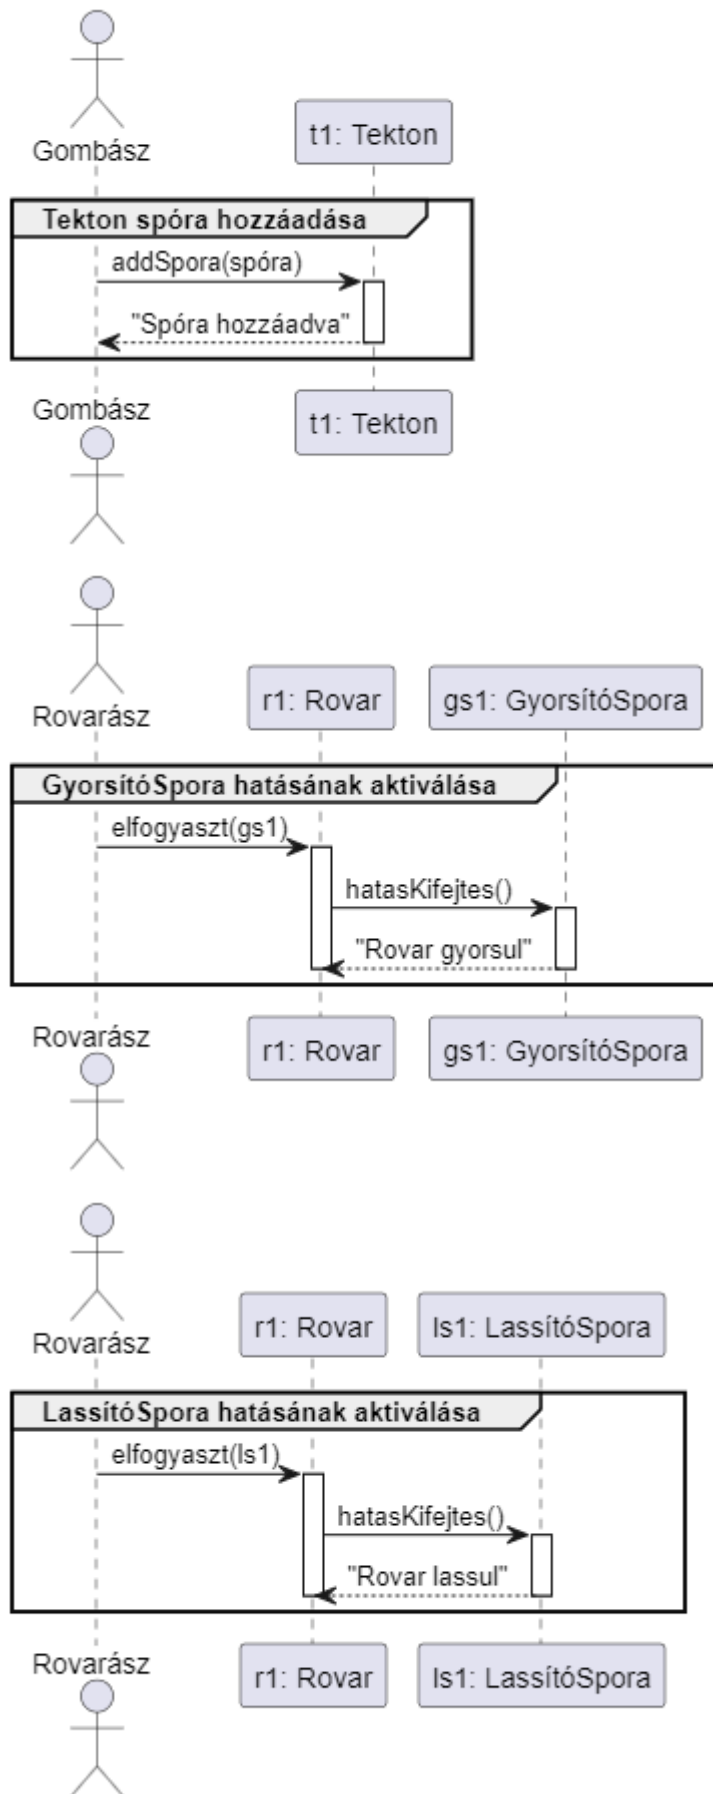 Gombász
t1: Tekton
Tekton spóra hozzáadása
addSpora(spóra)
"Spóra hozzáadva"
Gombász
t1: Tekton
Rovarász
r1: Rovar
gs1: GyorsítóSpora
GyorsítóSpora hatásának aktiválása
elfogyaszt(gs1)
hatasKifejtes()
"Rovar gyorsul"
Rovarász
r1: Rovar
gs1: GyorsítóSpora
Rovarász
r1: Rovar
ls1: LassítóSpora
LassítóSpora hatásának aktiválása
elfogyaszt(ls1)
hatasKifejtes()
"Rovar lassul"
Rovarász
r1: Rovar
ls1: LassítóSpora